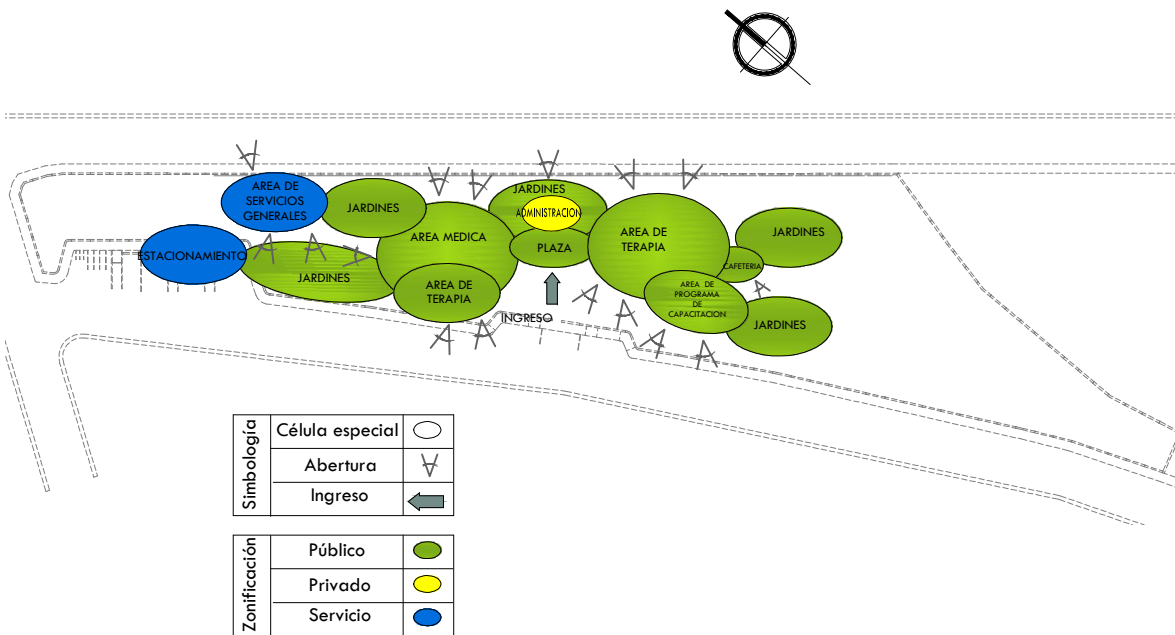 AREA DE
SERVICIOS
GENERALES
JARDINES
JARDINES
ADMINISTRACION
PLAZA
AREA MEDICA
AREA DE
TERAPIA
JARDINES
CAFETERIA
ESTACIONAMIENTO
JARDINES
AREA DE
TERAPIA
AREA DE
PROGRAMA
DE
CAPACITACION
JARDINES
INGRESO
Simbología
Célula especial
Abertura
Ingreso
Zonificación
Público
Privado
Servicio